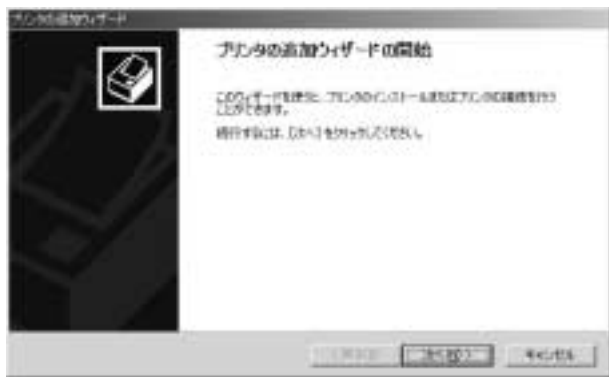 プリンタの追加ウィザード
プリンタの追加ウィザードの開始
このウィザードを使うと、プリンタのインストールまたはプリンタの接続を行う
ことができます。
続行するには、[次へ] をクリックしてください。
< 戻る(B)
次へ(N) >
キャンセル